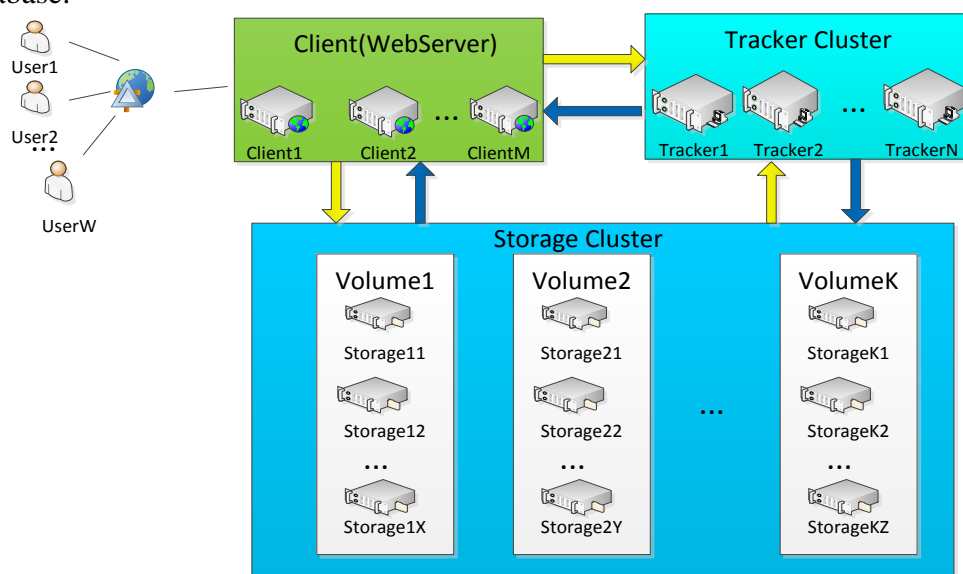 abase.
Client(WebServer)
Tracker Cluster
User1
User2
...
UserW
Client1 Client2 ... ClientM
Tracker1 Tracker2 ... TrackerN
Storage Cluster
Volume1 Volume2 VolumeK
Storage11 Storage21 StorageK1
Storage12 Storage22 ... StorageK2
... ... ...
Storage1X Storage2Y StorageKZ